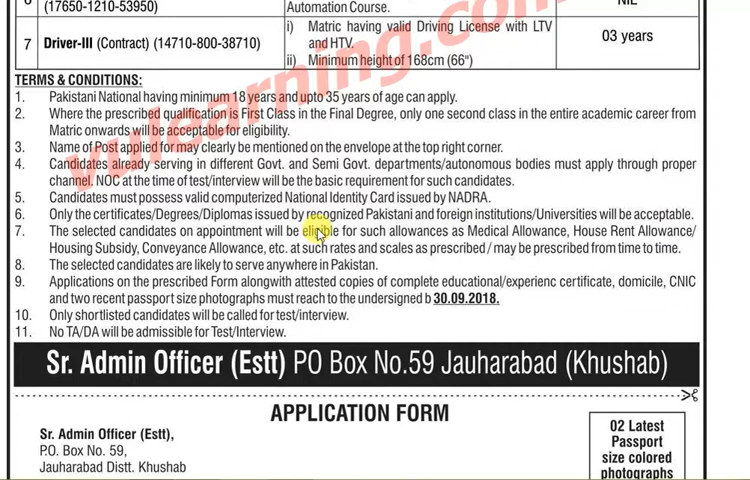 6
(17650-1210-53950)
Automation Course.
NIL
7
Driver-III (Contract) (14710-800-38710)
i) Matric having valid Driving License with LTV
and HTV.
ii) Minimum height of 168cm (66")
03 years
TERMS & CONDITIONS:
1. Pakistani National having minimum 18 years and upto 35 years of age can apply.
2. Where the prescribed qualification is First Class in the Final Degree, only one second class in the entire academic career from
Matric onwards will be acceptable for eligibility.
3. Name of Post applied for may clearly be mentioned on the envelope at the top right corner.
4. Candidates already serving in different Govt. and Semi Govt. departments/autonomous bodies must apply through proper
channel. NOC at the time of test/interview will be the basic requirement for such candidates.
5. Candidates must possess valid computerized National Identity Card issued by NADRA.
6. Only the certificates/Degrees/Diplomas issued by recognized Pakistani and foreign institutions/Universities will be acceptable.
7. The selected candidates on appointment will be eligible for such allowances as Medical Allowance, House Rent Allowance/
Housing Subsidy, Conveyance Allowance, etc. at such rates and scales as prescribed / may be prescribed from time to time.
8. The selected candidates are likely to serve anywhere in Pakistan.
9. Applications on the prescribed Form alongwith attested copies of complete educational/experienc certificate, domicile, CNIC
and two recent passport size photographs must reach to the undersigned b 30.09.2018.
10. Only shortlisted candidates will be called for test/interview.
11. No TA/DA will be admissible for Test/Interview.
vulearning.com
Sr. Admin Officer (Estt) PO Box No.59 Jauharabad (Khushab)
APPLICATION FORM
Sr. Admin Officer (Estt),
P.O. Box No. 59,
Jauharabad Distt. Khushab
02 Latest
Passport
size colored
photographs